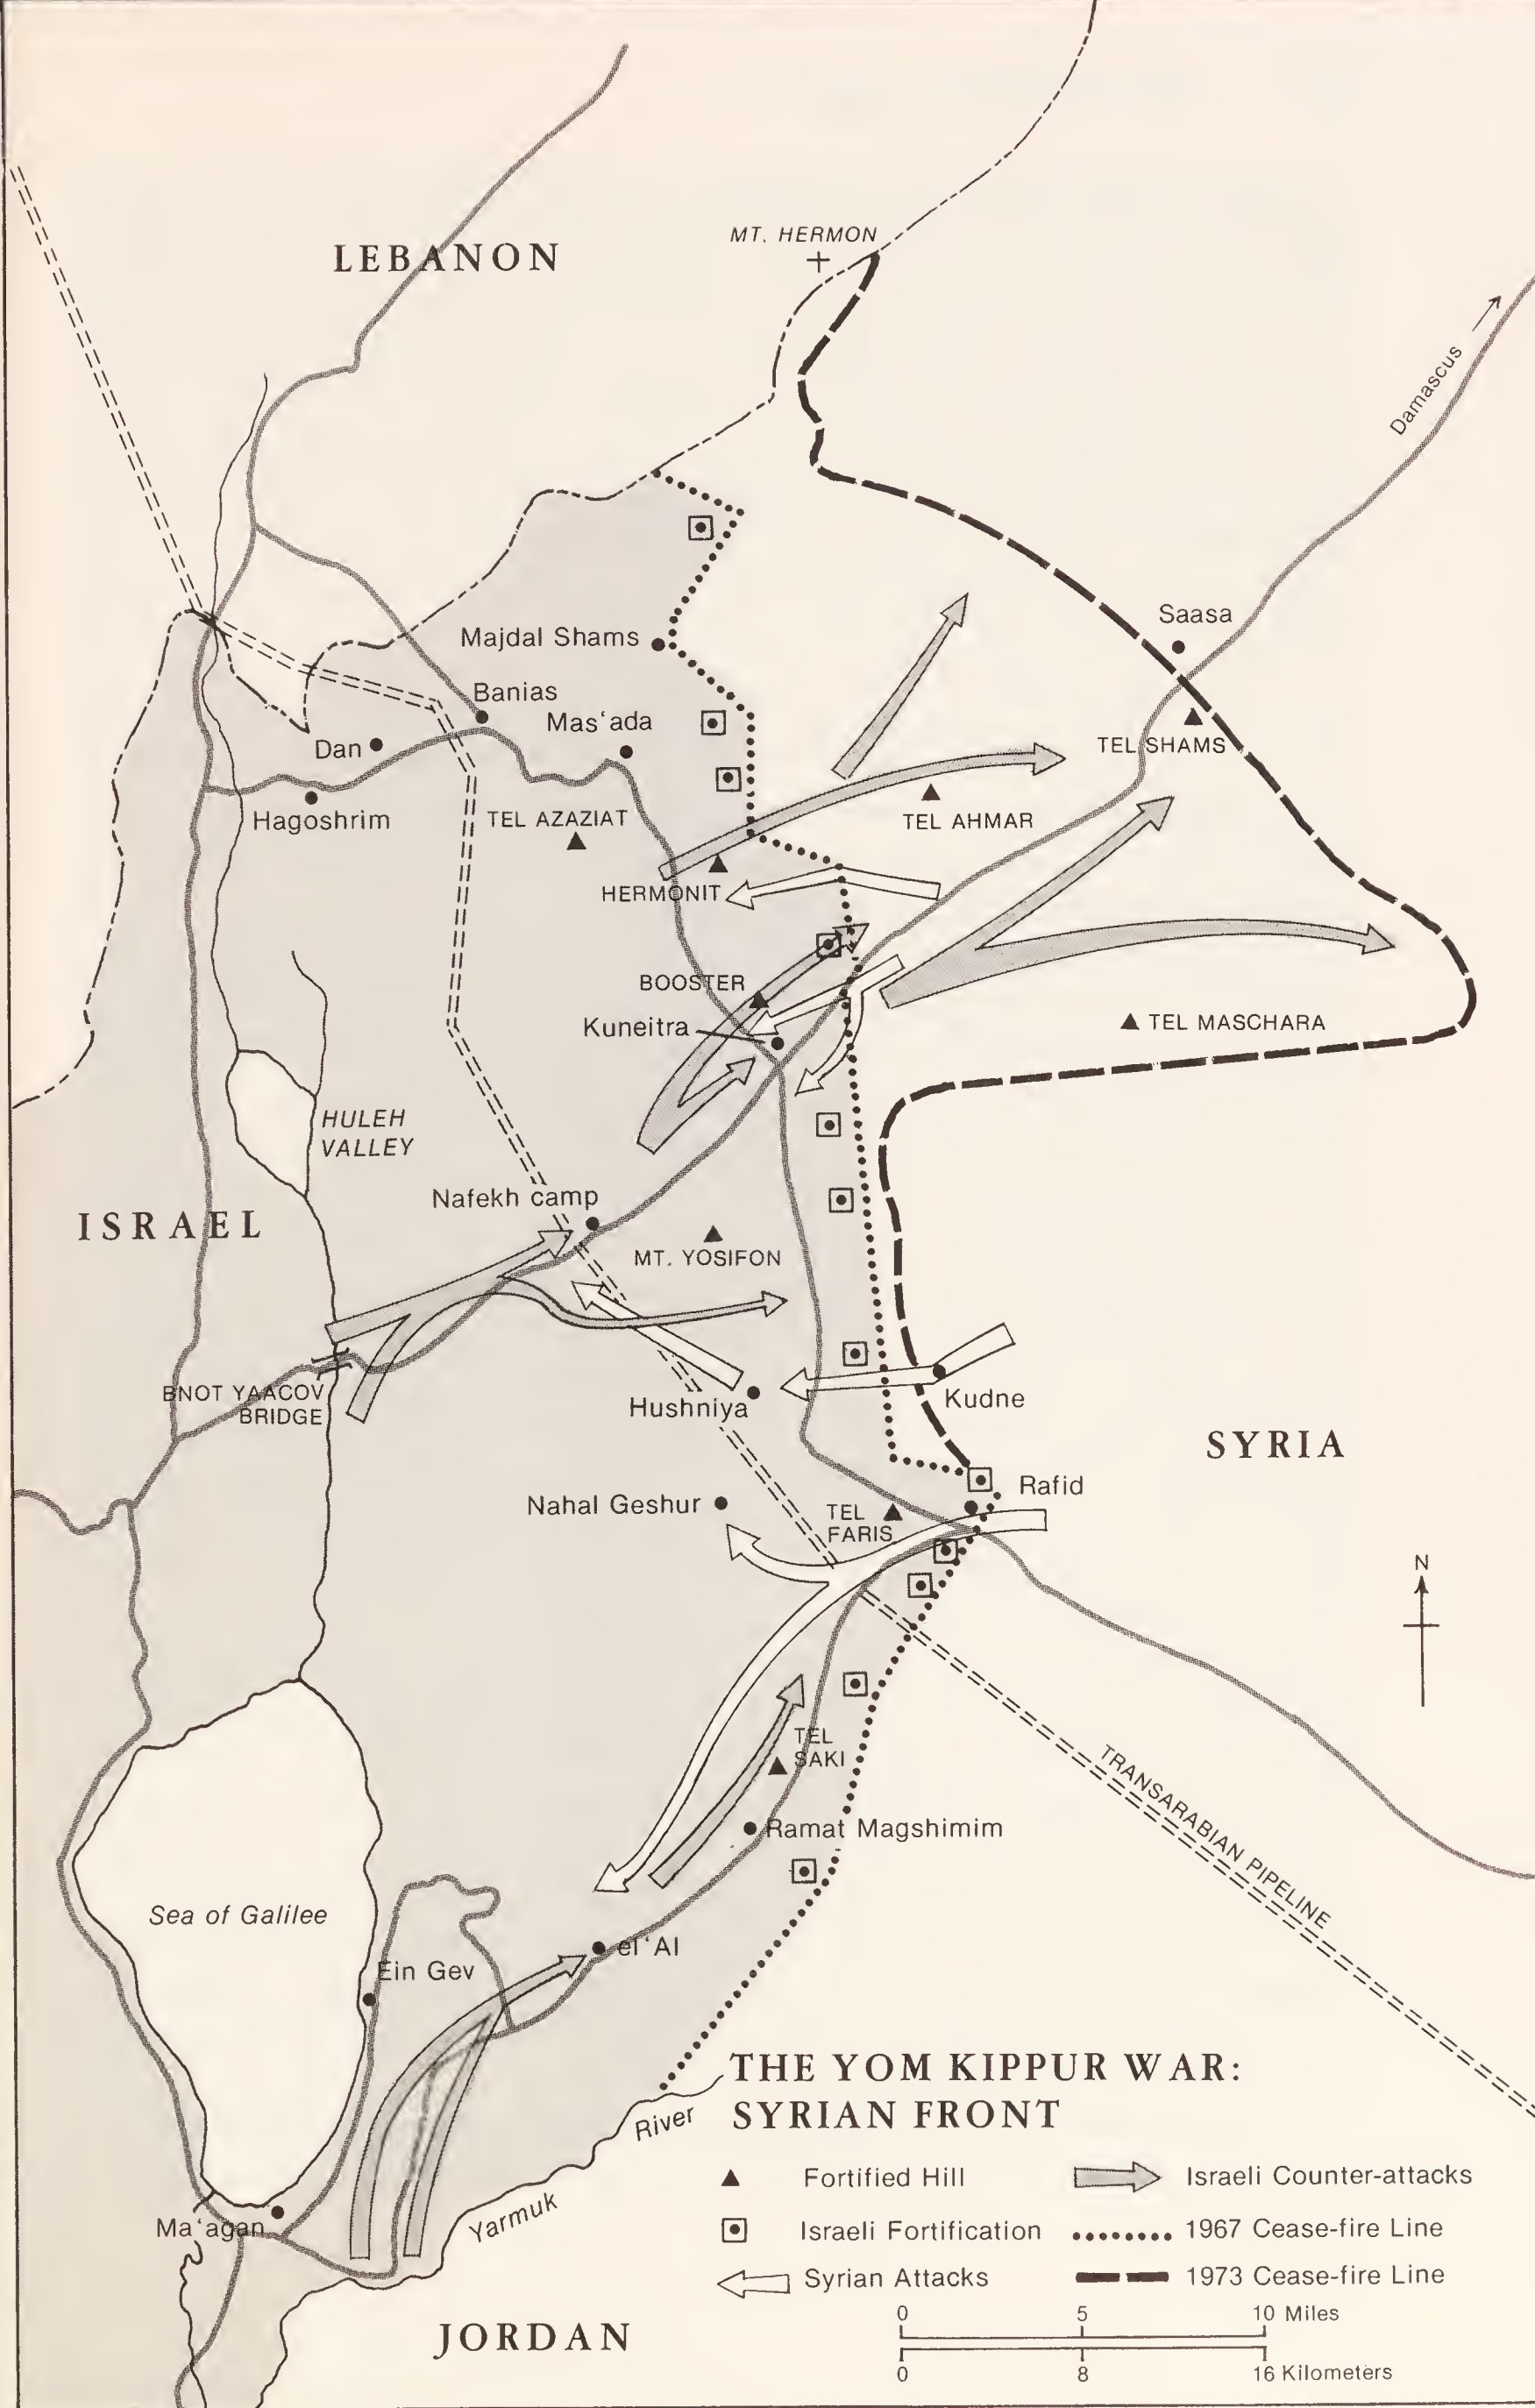 MT. HERMON
LEBANON
Damascus
Saasa
Majdal Shams
Banias
Mas‘ada
Dan
TEL SHAMS
Hagoshrim
TEL AZAZIAT
TEL AHMAR
HERMONIT
BOOSTER
Kuneitra
TEL MASCHARA
HULEH
VALLEY
Nafekh camp
ISRAEL
MT. YOSIFON
BNOT YAACOV
BRIDGE
Hushniya
Kudne
SYRIA
Rafid
Nahal Geshur
TEL
FARIS
N
TEL
SAKI
TRANSARABIAN PIPELINE
Ramat Magshimim
Sea of Galilee
el‘Al
Ein Gev
THE YOM KIPPUR WAR:
SYRIAN FRONT
River
Yarmuk
Fortified Hill
Israeli Counter-attacks
Israeli Fortification
1967 Cease-fire Line
Syrian Attacks
1973 Cease-fire Line
Ma‘agan
JORDAN
0 5 10 Miles
0 8 16 Kilometers